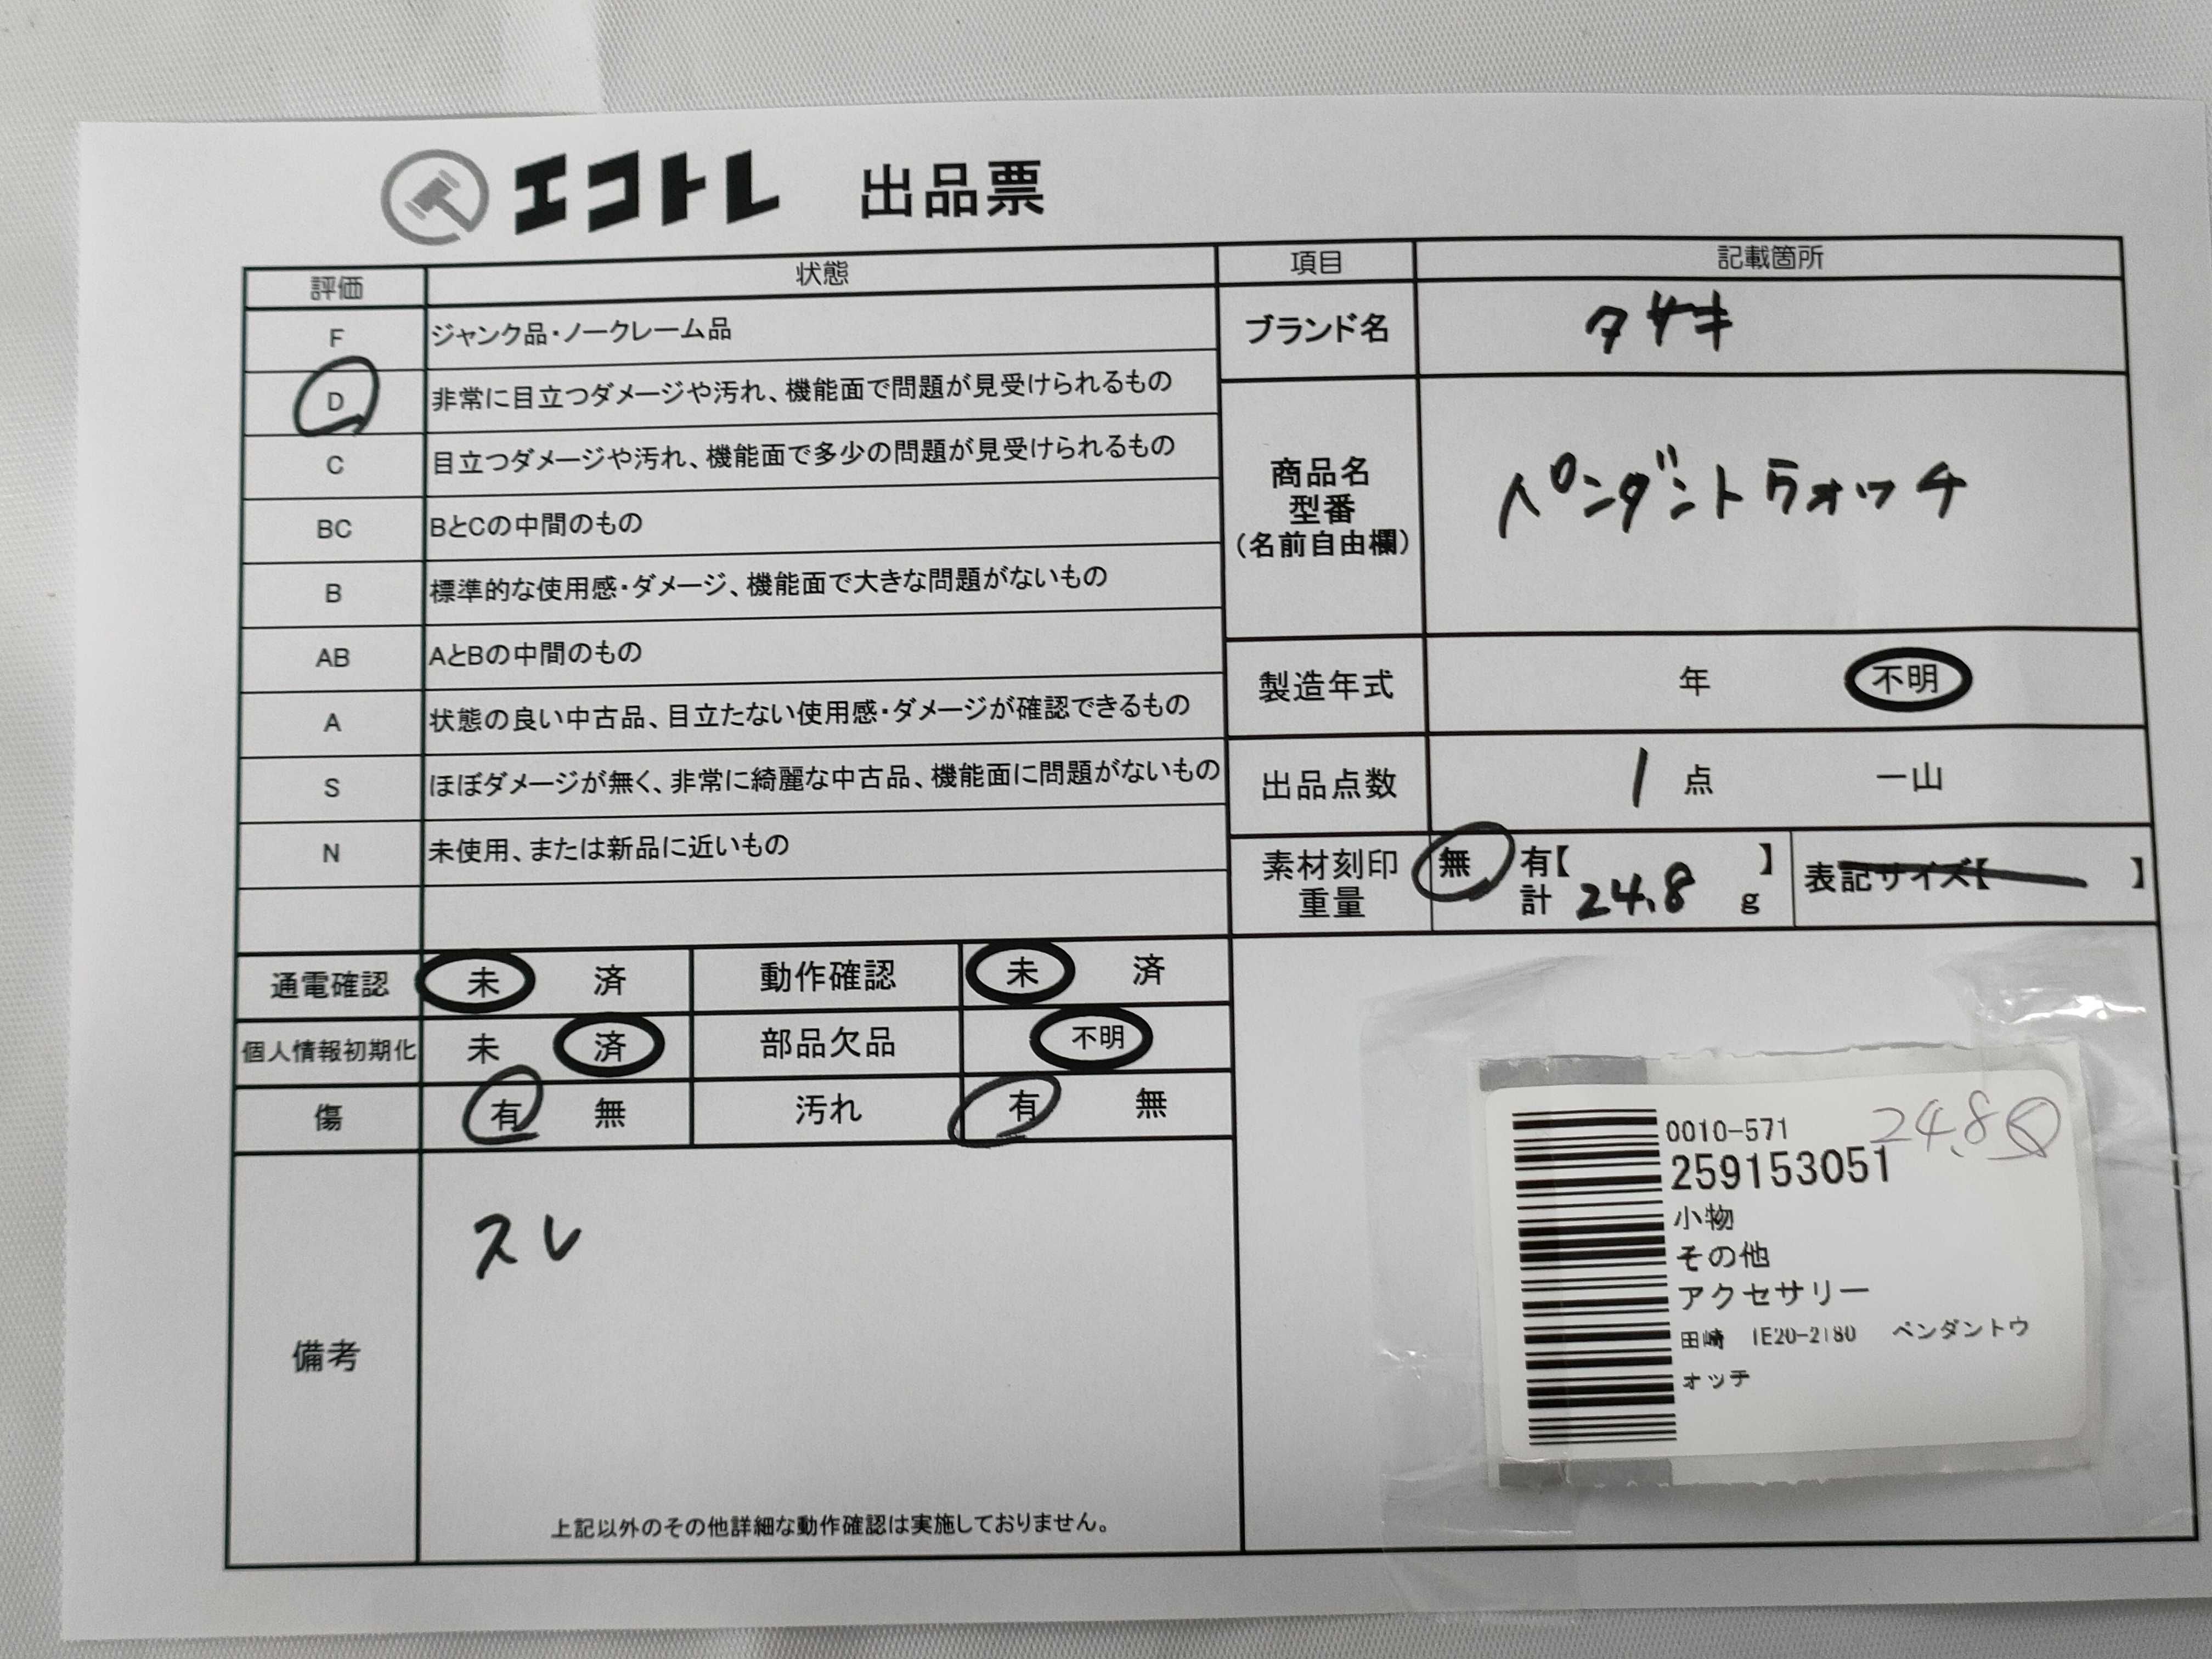 エコトレ 出品票
評価 状態
F ジャンク品・ノークレーム品
D 非常に目立つダメージや汚れ、機能面で問題が見受けられるもの
C 目立つダメージや汚れ、機能面で多少の問題が見受けられるもの
BC BとCの中間のもの
B 標準的な使用感・ダメージ、機能面で大きな問題がないもの
AB AとBの中間のもの
A 状態の良い中古品、目立たない使用感・ダメージが確認できるもの
S ほぼダメージが無く、非常に綺麗な中古品、機能面に問題がないもの
N 未使用、または新品に近いもの
通電確認 未 済 動作確認 未 済
個人情報初期化 未 済 部品欠品 不明
傷 有 無 汚れ 有 無
備考
スレ
上記以外のその他詳細な動作確認は実施しておりません。
項目 記載箇所
ブランド名 タサキ
商品名
型番
(名前自由欄)
ペンダントウォッチ
製造年式 年 不明
出品点数 1 点 一山
素材刻印
重量
無 有【 】
計 24.8 g
表記サイズ【 】
0010-571
24.8
259153051
小物
その他
アクセサリー
田崎 IE20-2180 ペンダントウ
ォッチ